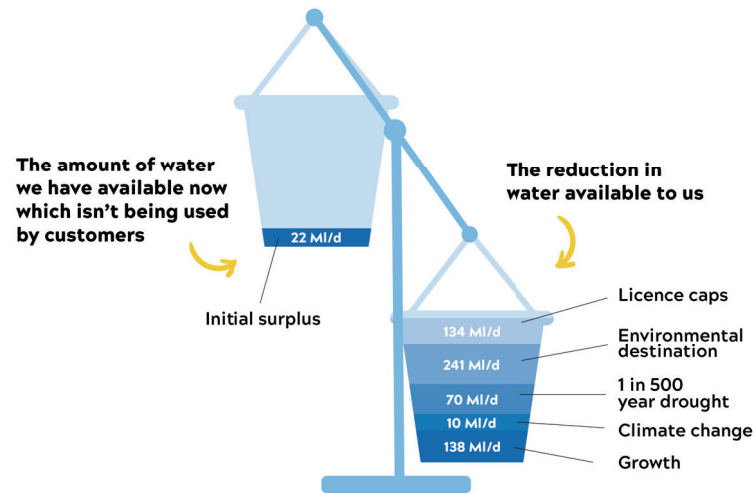 The amount of water
we have available now
which isn't being used
by customers
22 Ml/d
Initial surplus
The reduction in
water available to us
134 Ml/d
Licence caps
241 Ml/d
Environmental
destination
70 Ml/d
1 in 500
year drought
10 Ml/d
Climate change
138 Ml/d
Growth